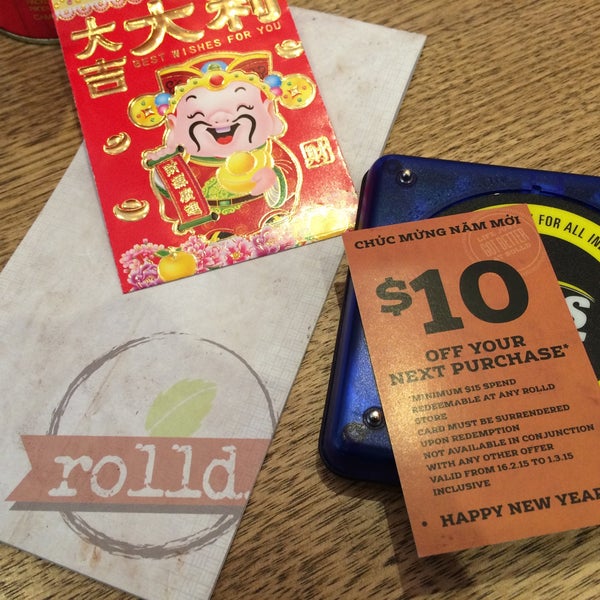 大吉
大利
BEST WISHES FOR YOU
財
rolld
FOR ALL
CHÚC MỪNG NĂM MỚI
$10
OFF YOUR
NEXT PURCHASE*
*MINIMUM $15 SPEND
REDEEMABLE AT ANY ROLLD
STORE
CARD MUST BE SURRENDERED
UPON REDEMPTION
NOT AVAILABLE IN CONJUNCTION
WITH ANY OTHER OFFER
VALID FROM 16.2.15 TO 1.3.15
INCLUSIVE
• HAPPY NEW YEAR